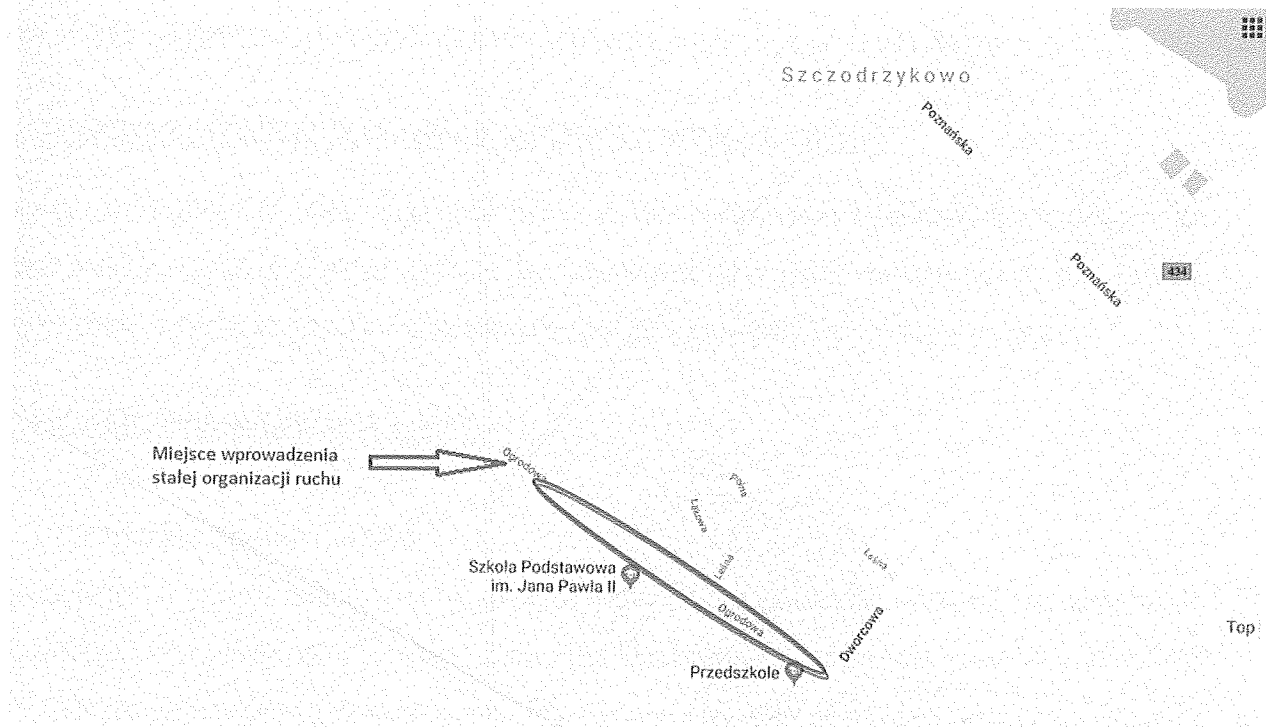 Szczodrzykowo
Poznańska
Poznańska
434
Miejsce wprowadzenia
stałej organizacji ruchu
Ogrodowa
Polna
Łąkowa
Leśna
Leśna
Szkoła Podstawowa
im. Jana Pawła II
Ogrodowa
Dworcowa
Top
Przedszkole